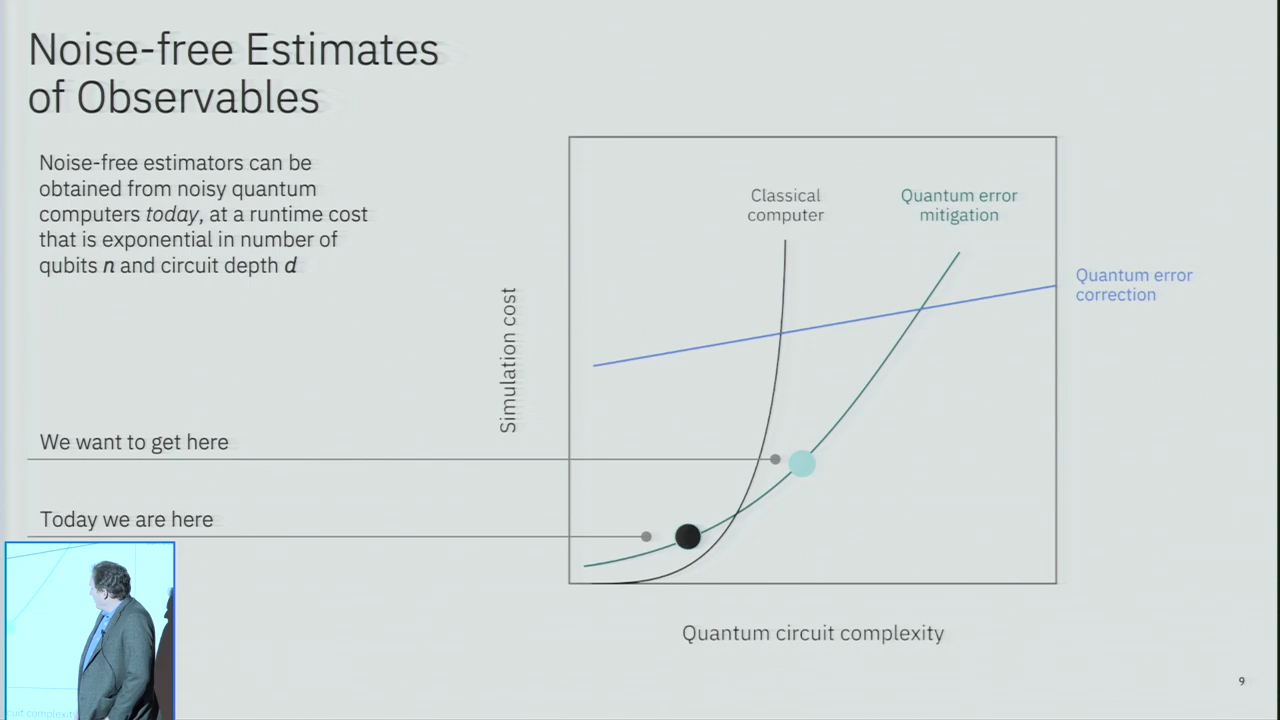 Noise-free Estimates
of Observables
Noise-free estimators can be
obtained from noisy quantum
computers today, at a runtime cost
that is exponential in number of
qubits n and circuit depth d
We want to get here
Today we are here
Simulation cost
Classical
computer
Quantum error
mitigation
Quantum error
correction
Quantum circuit complexity
cuit complexity
9